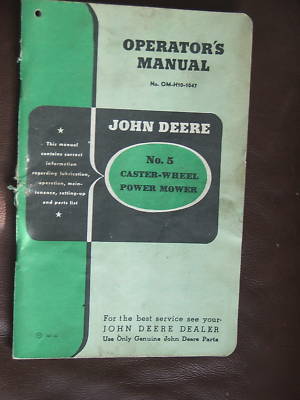 OPERATOR'S
MANUAL
No. OM-H10-1047
JOHN DEERE
This manual
contains correct
information
regarding lubrication,
operation, main-
tenance, setting-up
and parts list
No. 5
CASTER-WHEEL
POWER MOWER
For the best service see your
JOHN DEERE DEALER
Use Only Genuine John Deere Parts